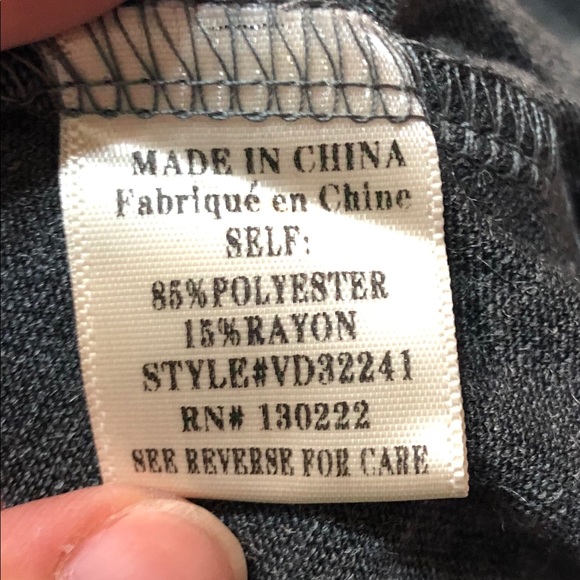 MADE IN CHINA
Fabriqué en Chine
SELF:
85%POLYESTER
15%RAYON
STYLE#VD32241
RN# 130222
SEE REVERSE FOR CARE